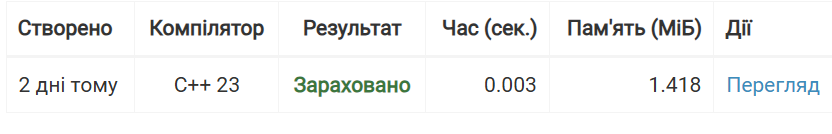 Створено Компілятор Результат Час (сек.) Пам'ять (МіБ) Дії
2 дні тому C++ 23 Зараховано 0.003 1.418 Перегляд